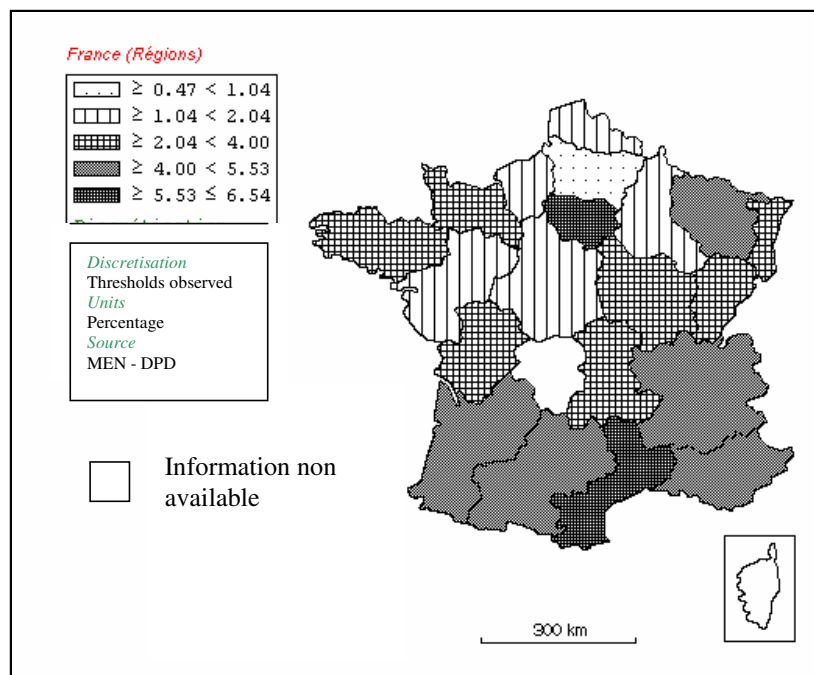 France (Régions)
≥ 0.47 < 1.04
≥ 1.04 < 2.04
≥ 2.04 < 4.00
≥ 4.00 < 5.53
≥ 5.53 ≤ 6.54
Discretisation
Thresholds observed
Units
Percentage
Source
MEN - DPD
Information non
available
300 km